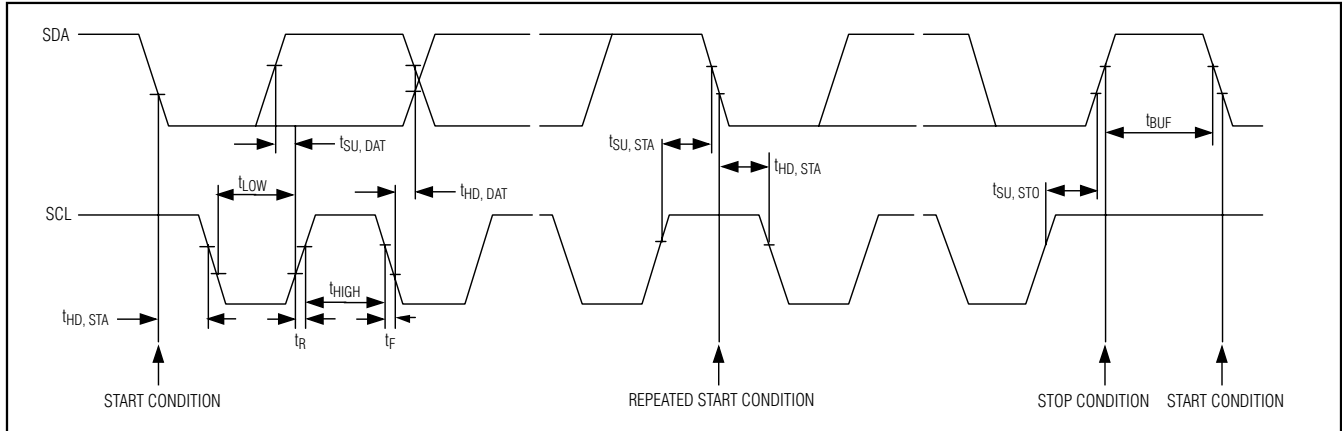 SDA
tSU, DAT
tSU, STA
tBUF
tLOW
tHD, STA
tHD, DAT
tSU, STO
SCL
tHIGH
tHD, STA
tR
tF
START CONDITION
REPEATED START CONDITION
STOP CONDITION
START CONDITION